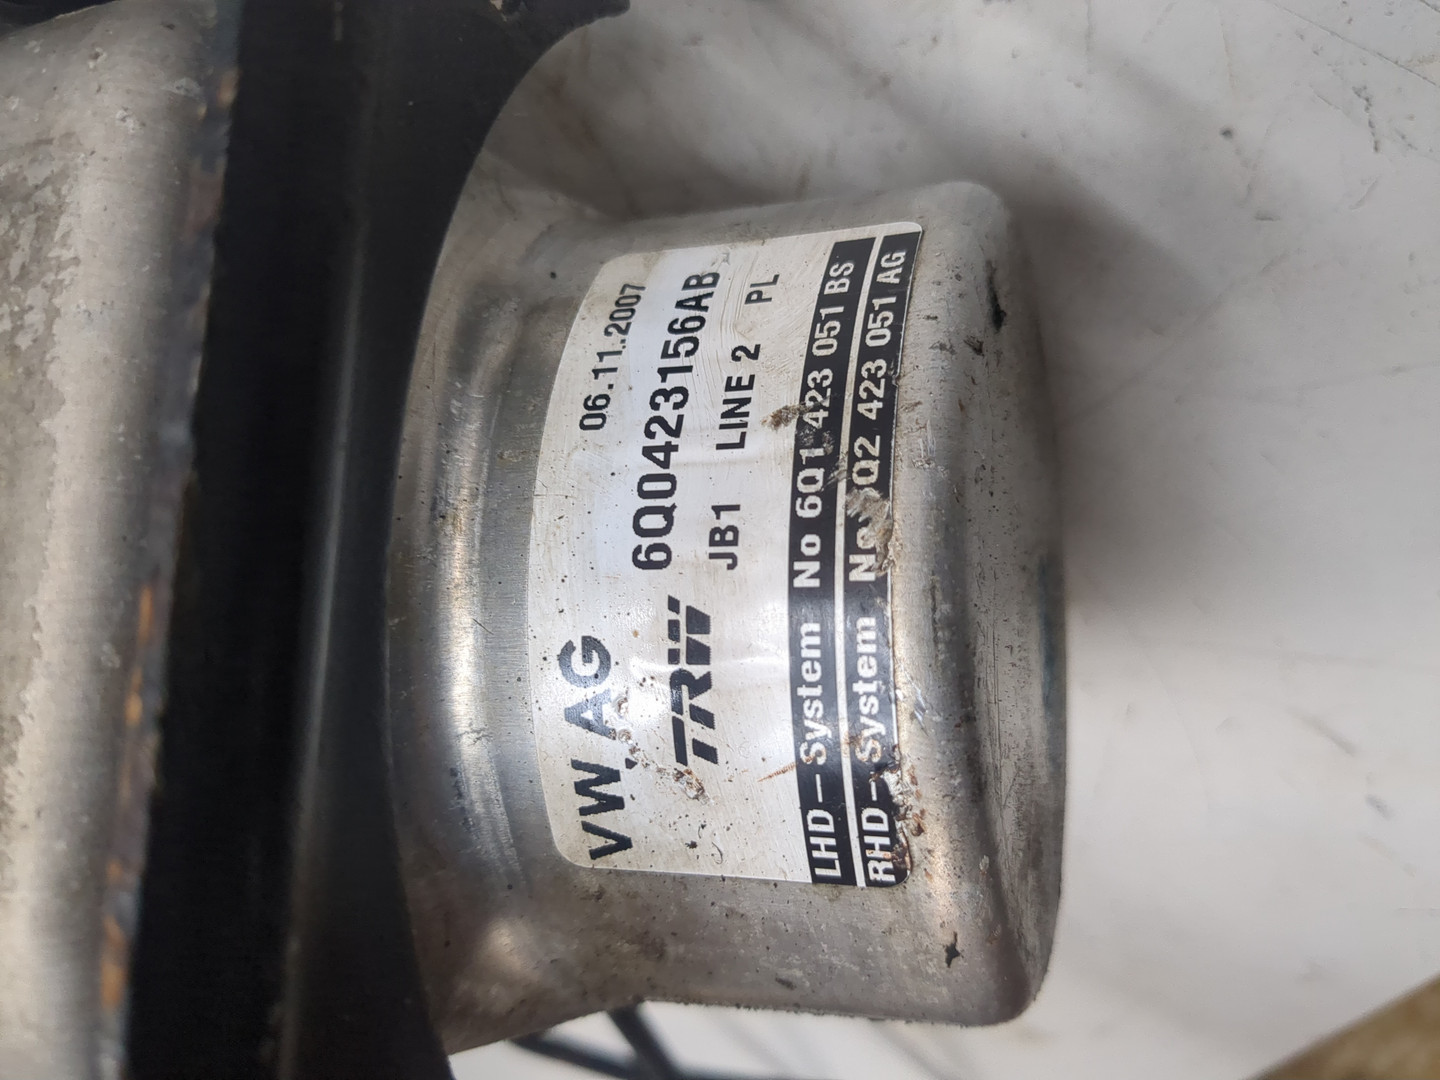 VW AG 06.11.2007
TRW 6Q0423156AB
JB1 LINE 2 PL
LHD-System No 6Q1 423 051 BS
RHD-System No 6Q2 423 051 AG